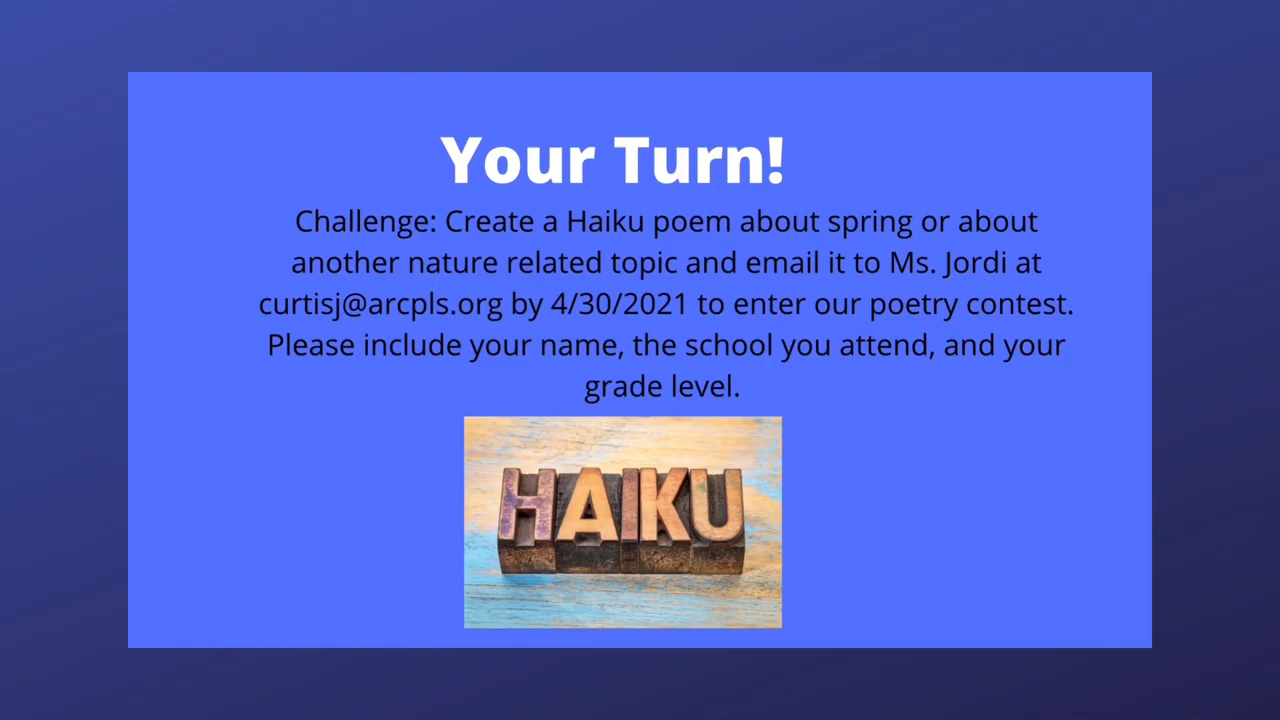 Your Turn!
Challenge: Create a Haiku poem about spring or about
another nature related topic and email it to Ms. Jordi at
curtisj@arcpls.org by 4/30/2021 to enter our poetry contest.
Please include your name, the school you attend, and your
grade level.
HAIKU